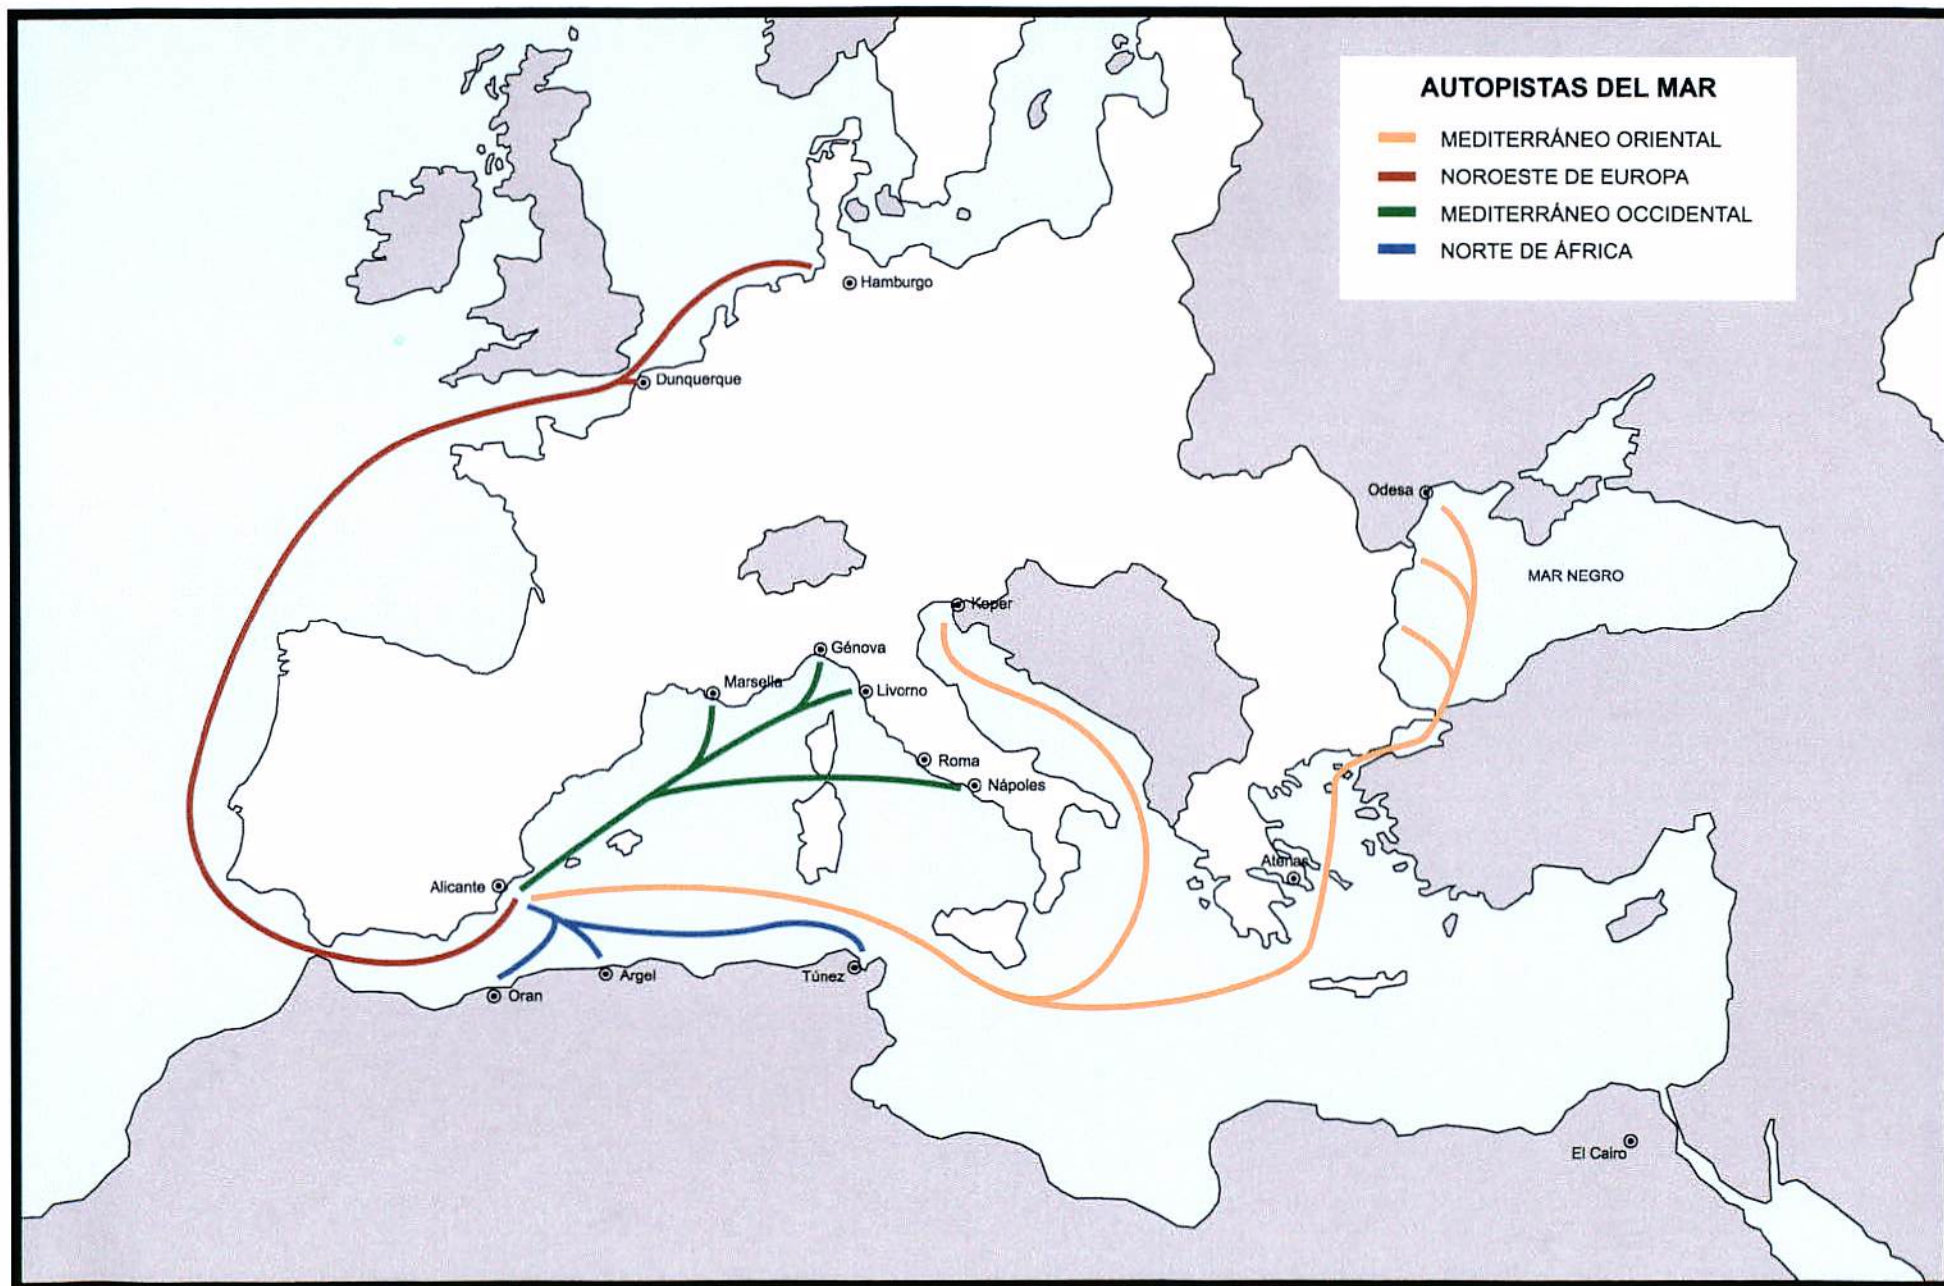 AUTOPISTAS DEL MAR
MEDITERRÁNEO ORIENTAL
NOROESTE DE EUROPA
MEDITERRÁNEO OCCIDENTAL
NORTE DE ÁFRICA
Hamburgo
Dunquerque
Odesa
MAR NEGRO
Koper
Génova
Marsella
Livorno
Roma
Nápoles
Atenas
Alicante
Argel
Túnez
Oran
El Cairo